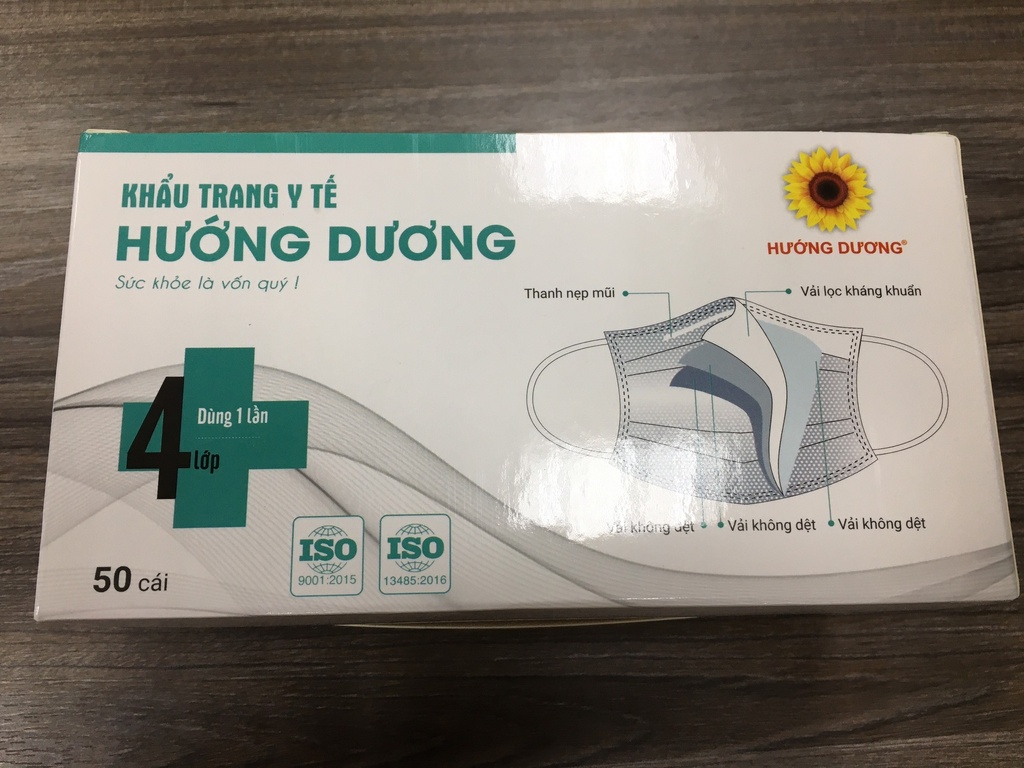 KHẨU TRANG Y TẾ
HƯỚNG DƯƠNG
Sức khỏe là vốn quý !
HƯỚNG DƯƠNG®
Thanh nẹp mũi
Vải lọc kháng khuẩn
4 lớp
Dùng 1 lần
Vải không dệt
Vải không dệt
Vải không dệt
ISO
9001:2015
ISO
13485:2016
50 cái